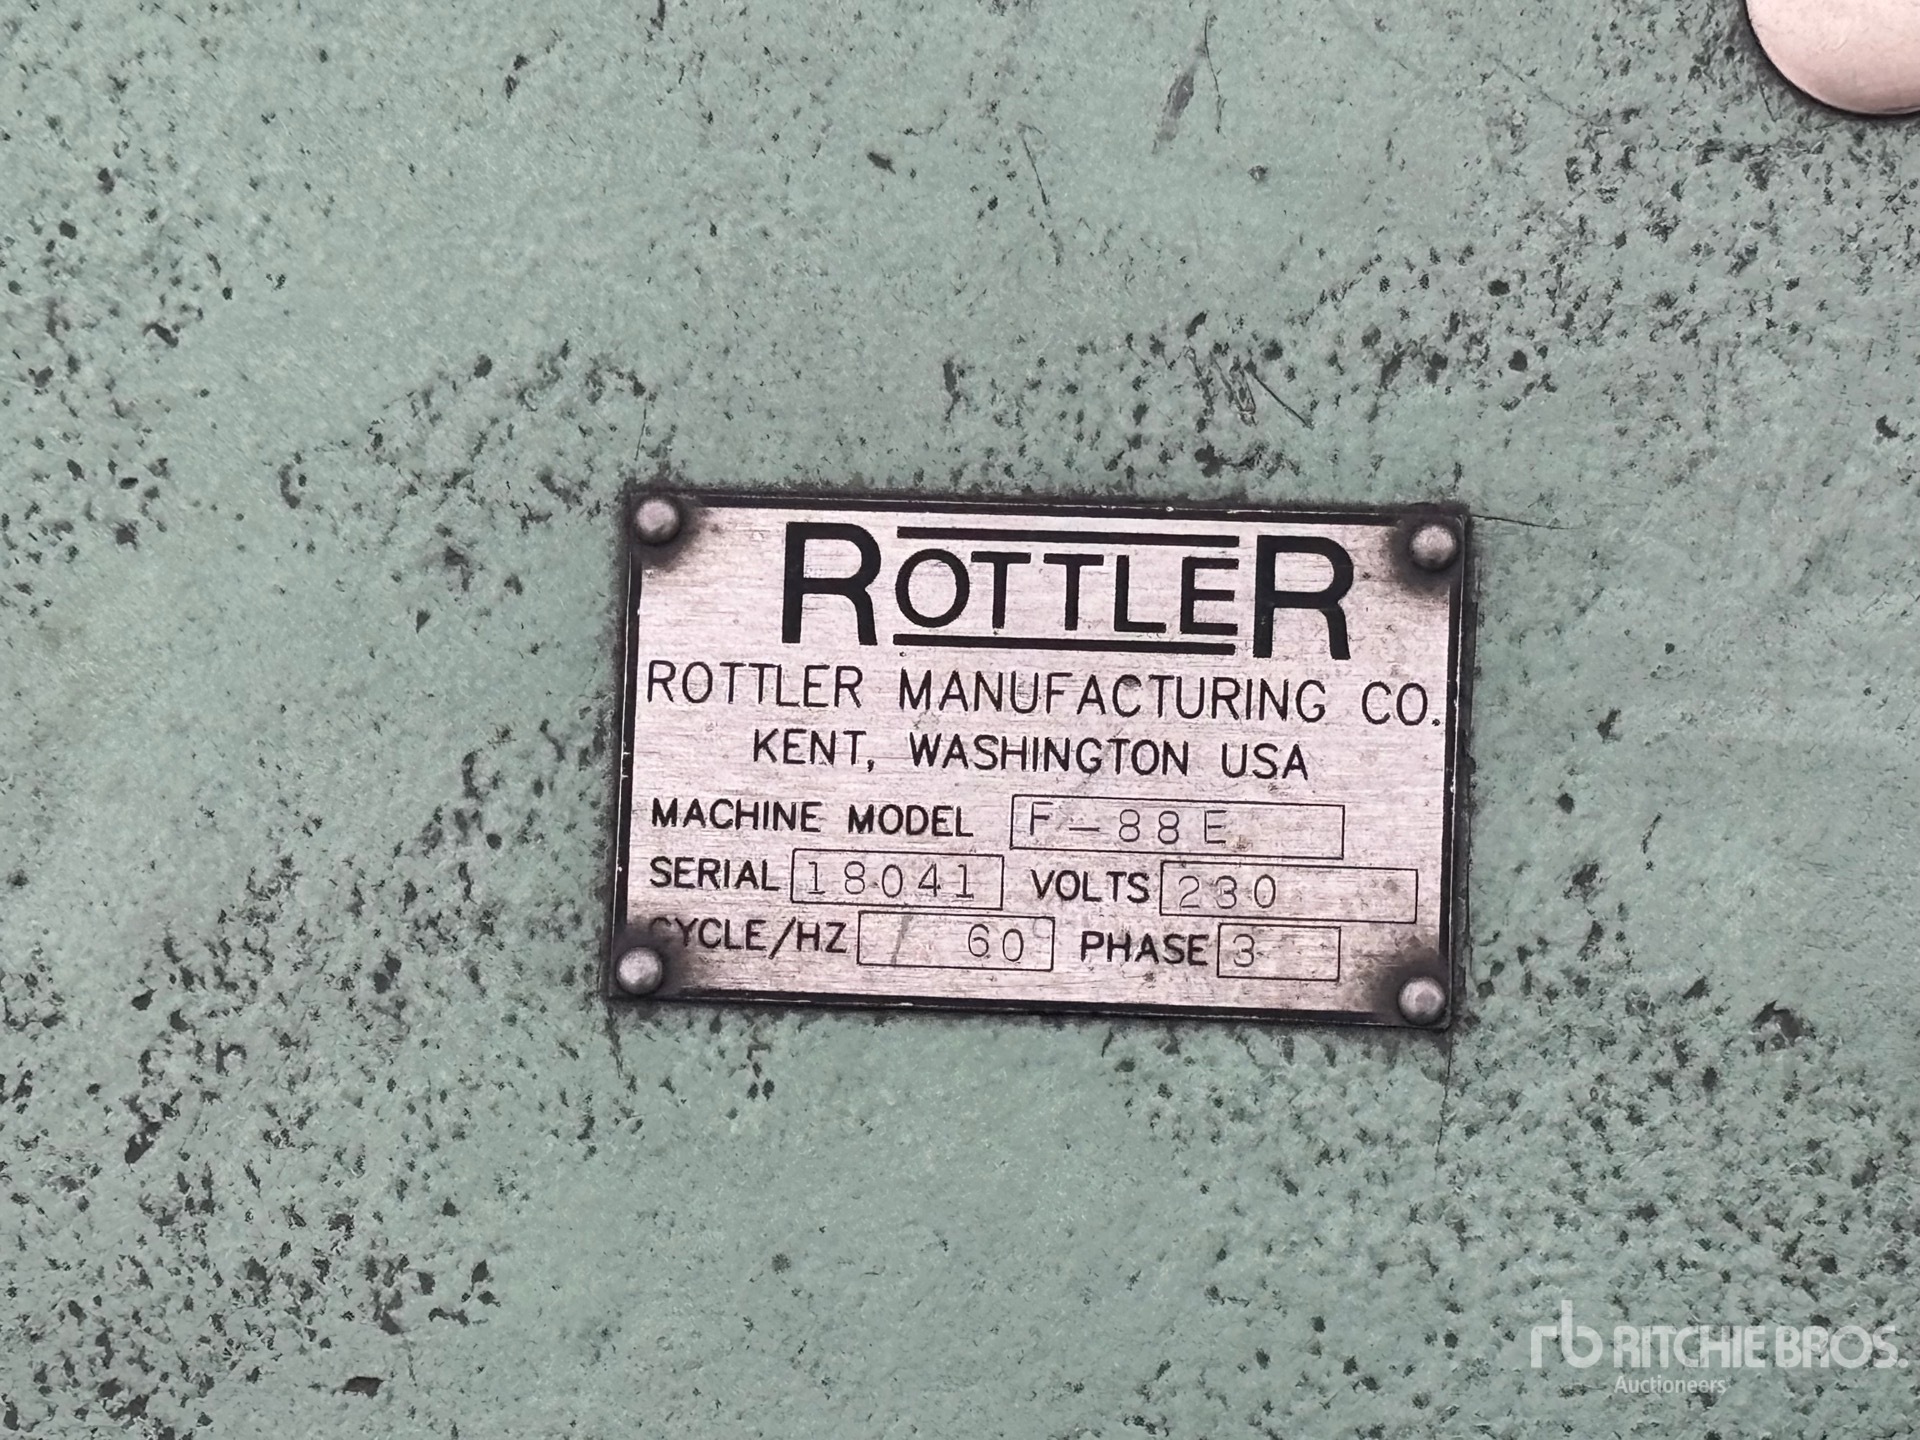 ROTTLER
ROTTLER MANUFACTURING CO.
KENT, WASHINGTON USA
MACHINE MODEL F-88E
SERIAL 18041 VOLTS 230
CYCLE/HZ 60 PHASE 3
rb RITCHIE BROS.
Auctioneers